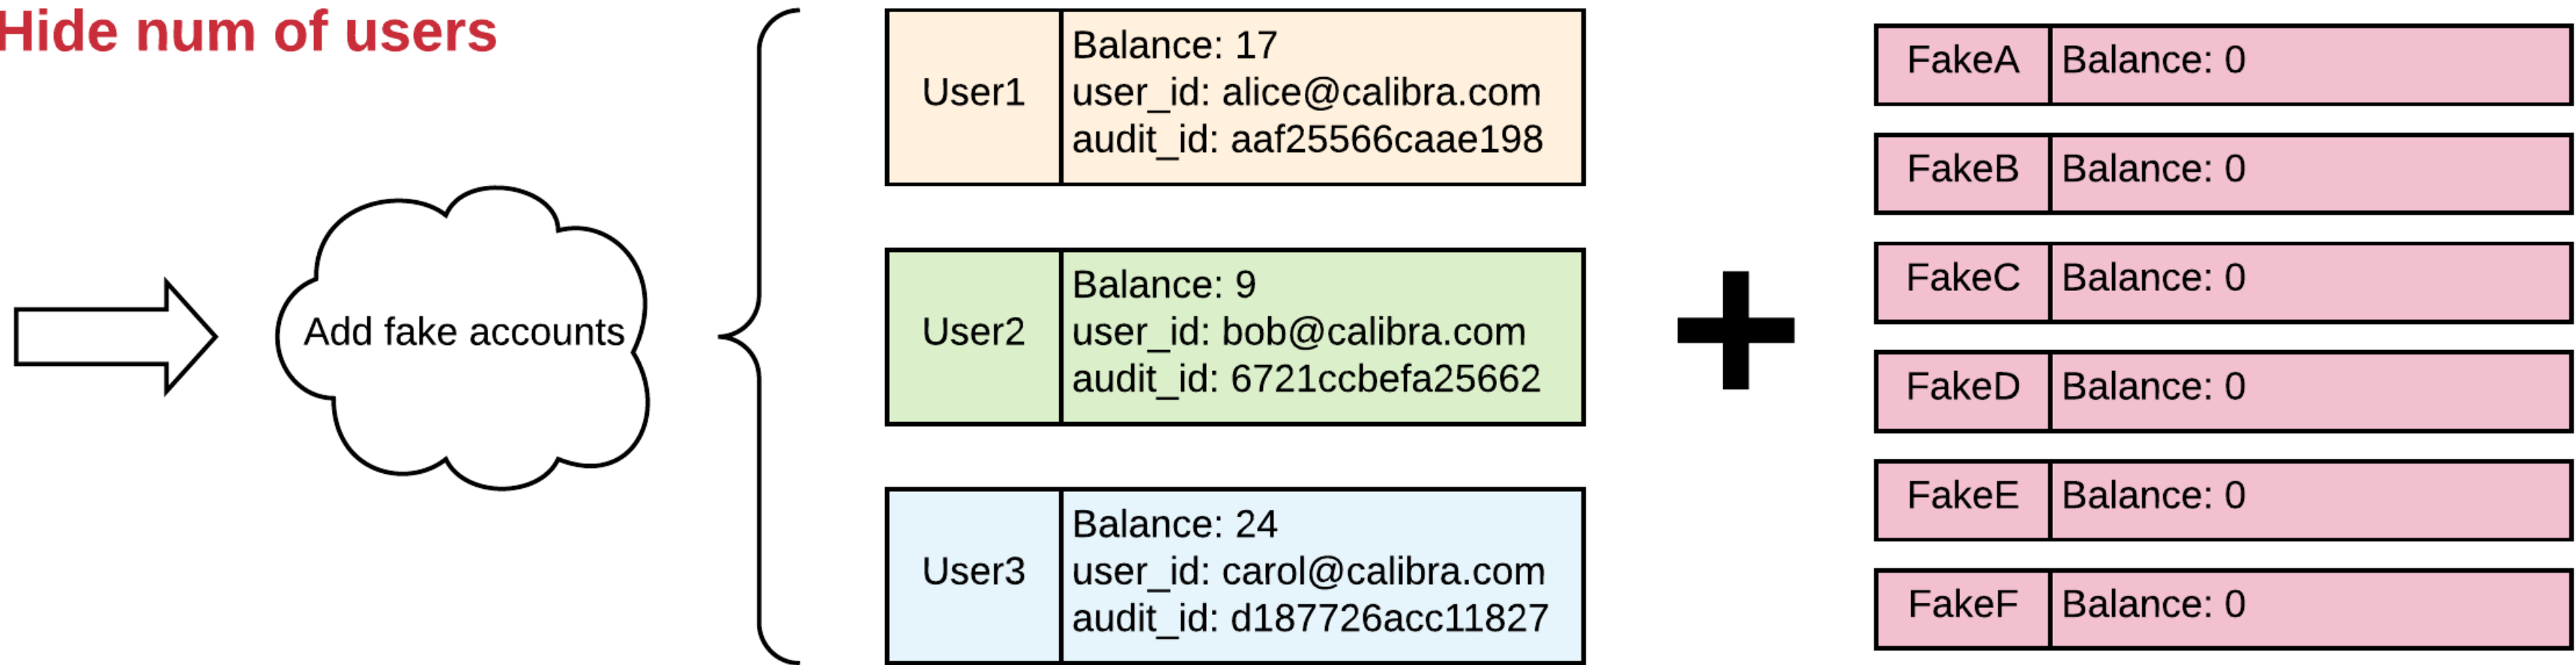 Hide num of users
Add fake accounts
User1
Balance: 17
user_id: alice@calibra.com
audit_id: aaf25566caae198
User2
Balance: 9
user_id: bob@calibra.com
audit_id: 6721ccbefa25662
User3
Balance: 24
user_id: carol@calibra.com
audit_id: d187726acc11827
+
FakeA Balance: 0
FakeB Balance: 0
FakeC Balance: 0
FakeD Balance: 0
FakeE Balance: 0
FakeF Balance: 0